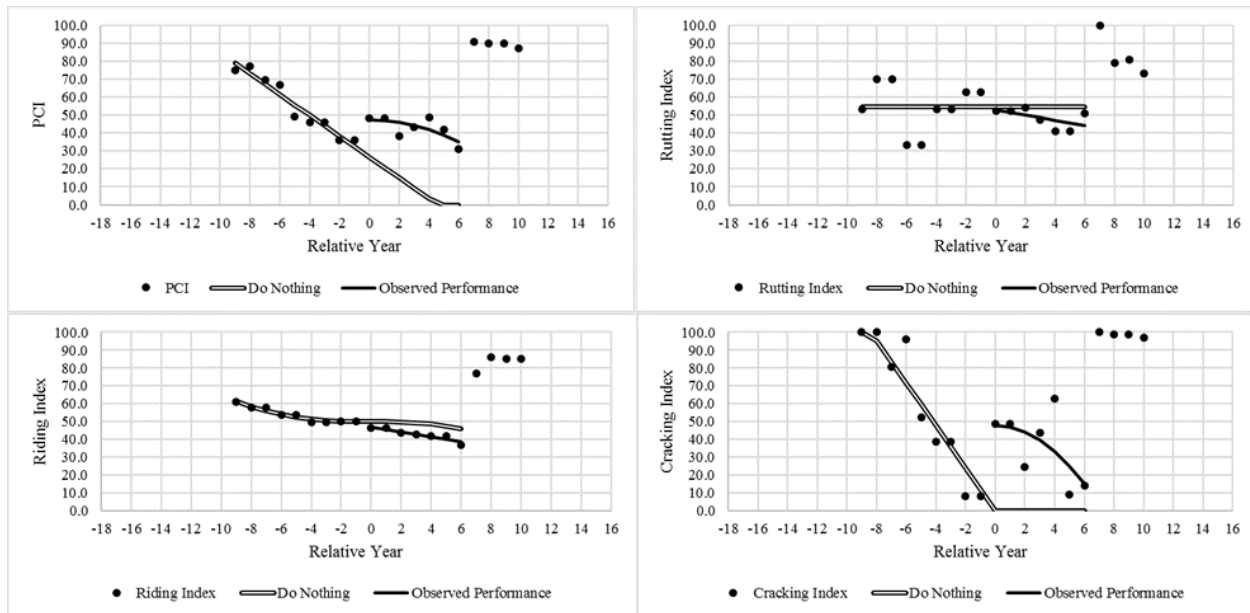 PCI
100.0
90.0
80.0
70.0
60.0
50.0
40.0
30.0
20.0
10.0
0.0
-18 -16 -14 -12 -10 -8 -6 -4 -2 0 2 4 6 8 10 12 14 16
Relative Year
PCI Do Nothing Observed Performance
Rutting Index
100.0
90.0
80.0
70.0
60.0
50.0
40.0
30.0
20.0
10.0
0.0
-18 -16 -14 -12 -10 -8 -6 -4 -2 0 2 4 6 8 10 12 14 16
Relative Year
Rutting Index Do Nothing Observed Performance
Riding Index
100.0
90.0
80.0
70.0
60.0
50.0
40.0
30.0
20.0
10.0
0.0
-18 -16 -14 -12 -10 -8 -6 -4 -2 0 2 4 6 8 10 12 14 16
Relative Year
Riding Index Do Nothing Observed Performance
Cracking Index
100.0
90.0
80.0
70.0
60.0
50.0
40.0
30.0
20.0
10.0
0.0
-18 -16 -14 -12 -10 -8 -6 -4 -2 0 2 4 6 8 10 12 14 16
Relative Year
Cracking Index Do Nothing Observed Performance